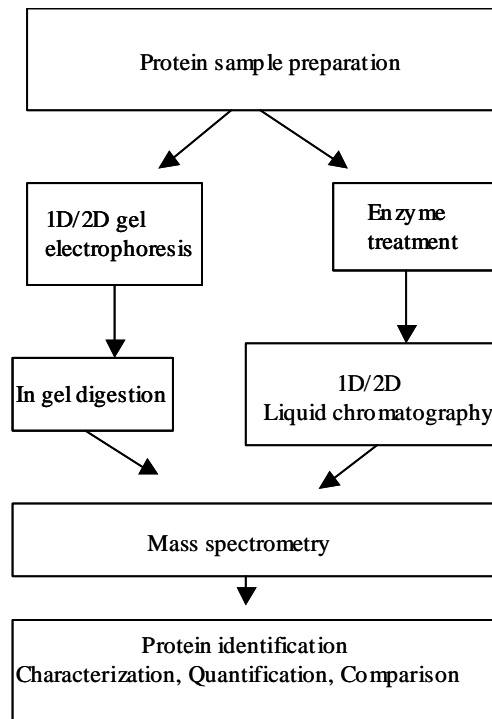 Protein sample preparation
1D/2D gel
electrophoresis
Enzyme
treatment
In gel digestion
1D/2D
Liquid chromatography
Mass spectrometry
Protein identification
Characterization, Quantification, Comparison